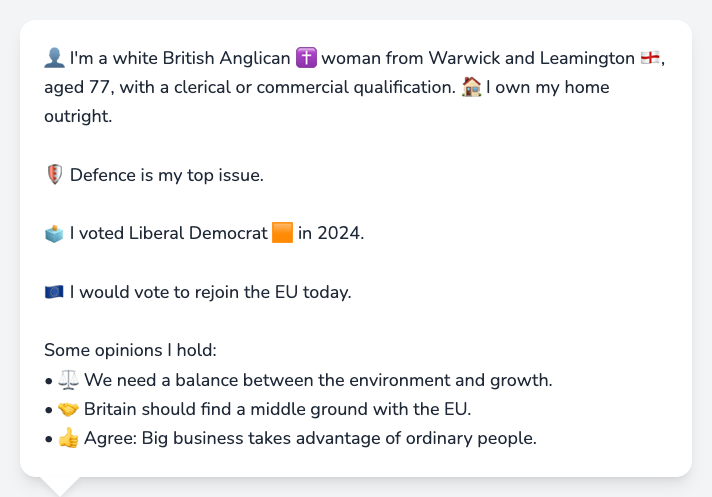 👤 I'm a white British Anglican ✝️ woman from Warwick and Leamington 🏴󠁧󠁢󠁥󠁮󠁧󠁿,
aged 77, with a clerical or commercial qualification. 🏠 I own my home
outright.
🛡️ Defence is my top issue.
🗳️ I voted Liberal Democrat 🟧 in 2024.
🇪🇺 I would vote to rejoin the EU today.
Some opinions I hold:
• ⚖️ We need a balance between the environment and growth.
• 🤝 Britain should find a middle ground with the EU.
• 👍 Agree: Big business takes advantage of ordinary people.